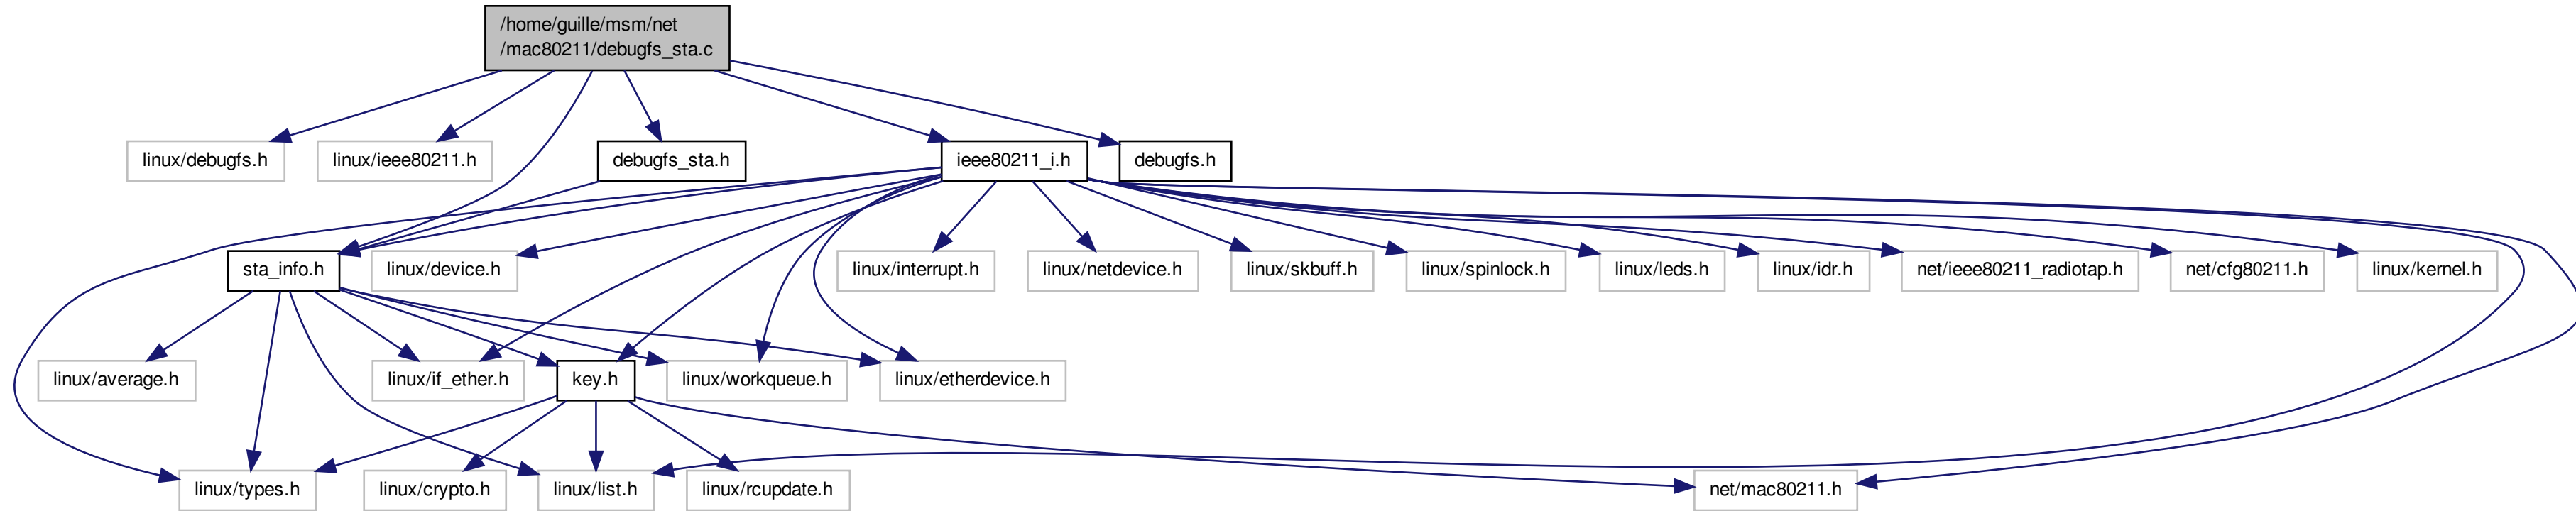 /home/guille/msm/net
/mac80211/debugfs_sta.c
linux/debugfs.h
linux/ieee80211.h
debugfs_sta.h
ieee80211_i.h
debugfs.h
sta_info.h
linux/device.h
linux/interrupt.h
linux/netdevice.h
linux/skbuff.h
linux/spinlock.h
linux/leds.h
linux/idr.h
net/ieee80211_radiotap.h
net/cfg80211.h
linux/kernel.h
linux/average.h
linux/if_ether.h
key.h
linux/workqueue.h
linux/etherdevice.h
linux/types.h
linux/crypto.h
linux/list.h
linux/rcupdate.h
net/mac80211.h